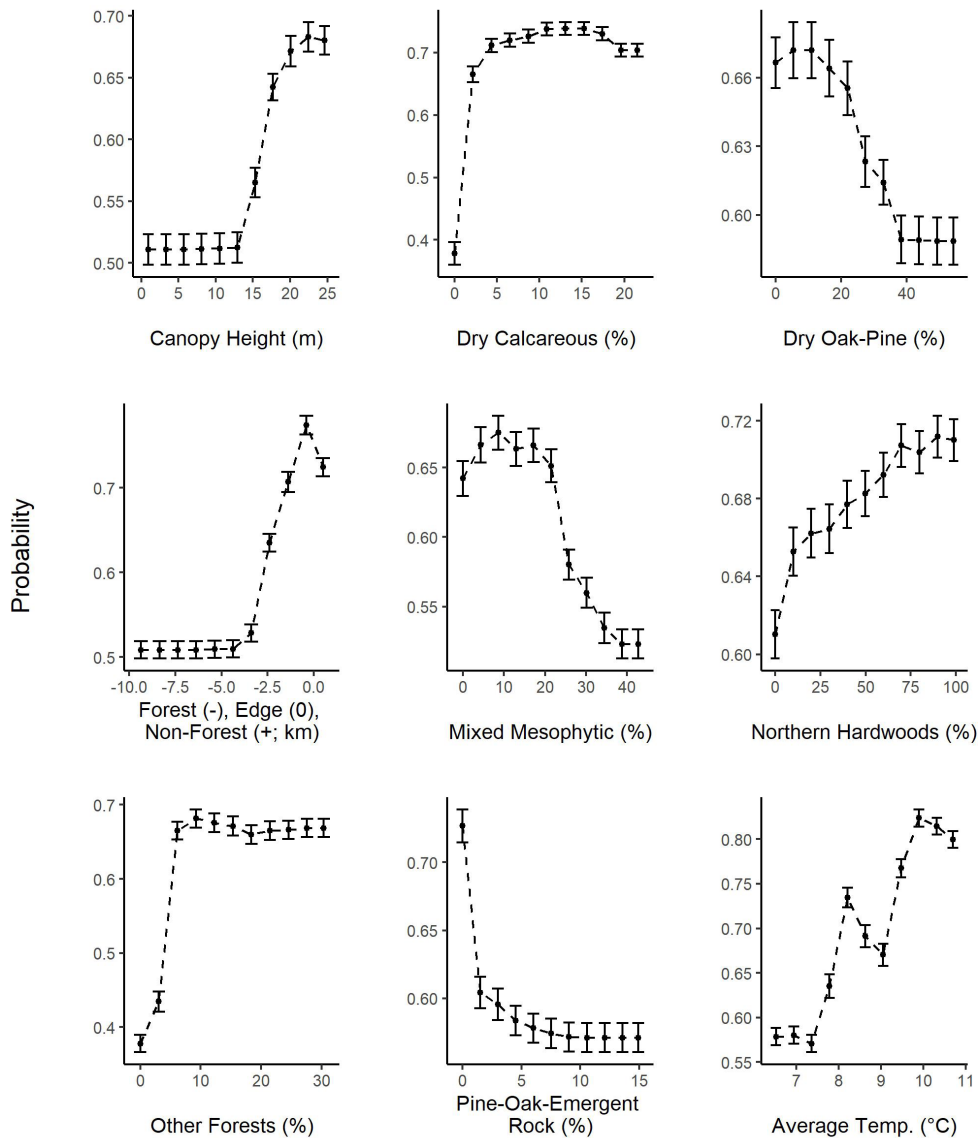 Probability
0.70
0.65
0.60
0.55
0.50
0 5 10 15 20 25
Canopy Height (m)
0.7
0.6
0.5
0.4
0 5 10 15 20
Dry Calcareous (%)
0.66
0.63
0.60
0 20 40
Dry Oak-Pine (%)
0.7
0.6
0.5
-10.0 -7.5 -5.0 -2.5 0.0
Forest (-), Edge (0),
Non-Forest (+; km)
0.65
0.60
0.55
0 10 20 30 40
Mixed Mesophytic (%)
0.72
0.68
0.64
0.60
0 25 50 75 100
Northern Hardwoods (%)
0.7
0.6
0.5
0.4
0 10 20 30
Other Forests (%)
0.70
0.65
0.60
0 5 10 15
Pine-Oak-Emergent
Rock (%)
0.80
0.75
0.70
0.65
0.60
0.55
7 8 9 10 11
Average Temp. (°C)